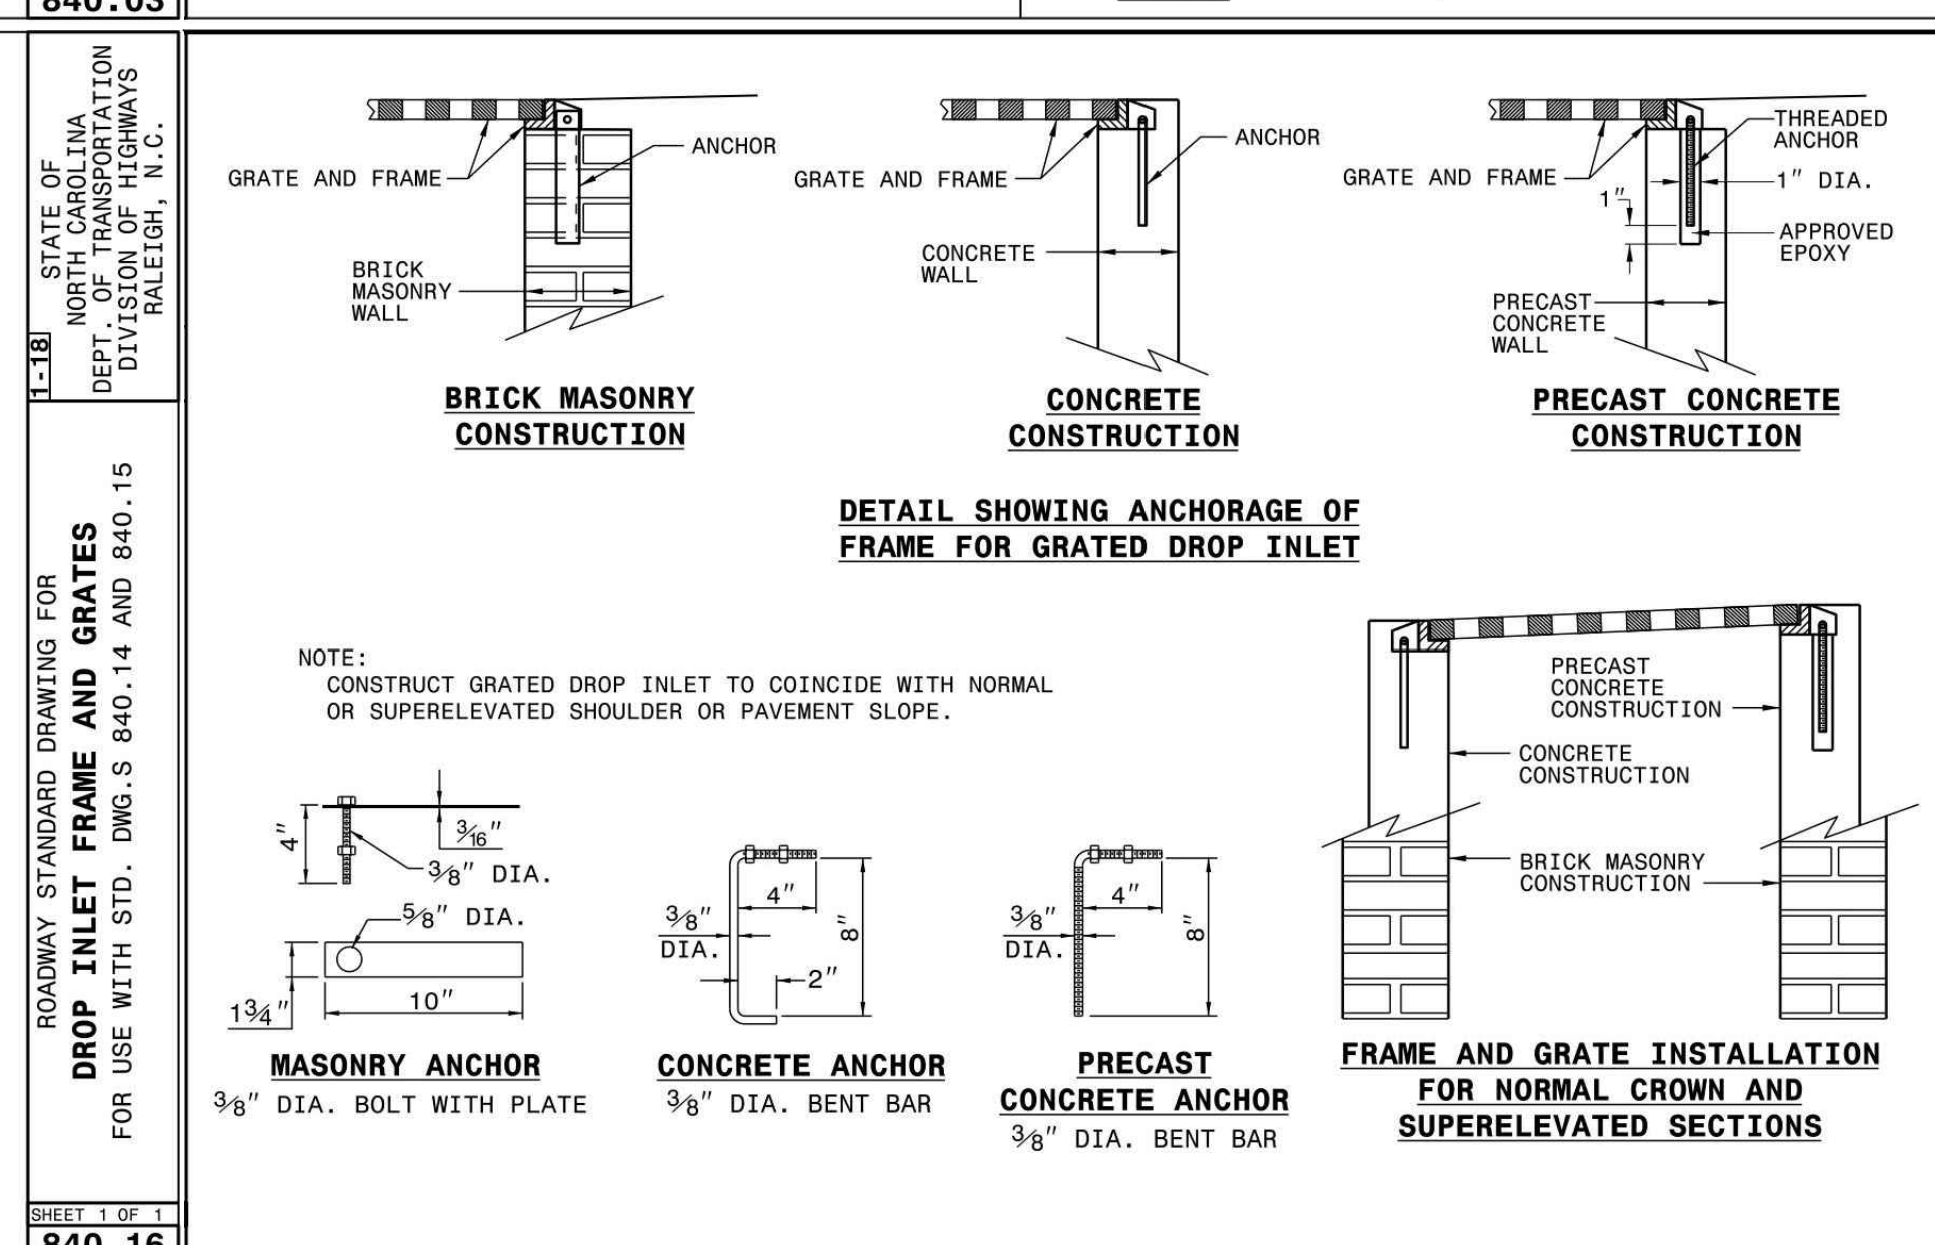 840.03
1-18
STATE OF
NORTH CAROLINA
DEPT. OF TRANSPORTATION
DIVISION OF HIGHWAYS
RALEIGH, N.C.
ROADWAY STANDARD DRAWING FOR
DROP INLET FRAME AND GRATES
FOR USE WITH STD. DWG.S 840.14 AND 840.15
SHEET 1 OF 1
840.16
GRATE AND FRAME
ANCHOR
BRICK
MASONRY
WALL
BRICK MASONRY
CONSTRUCTION
GRATE AND FRAME
ANCHOR
CONCRETE
WALL
CONCRETE
CONSTRUCTION
GRATE AND FRAME
THREADED
ANCHOR
1" DIA.
1"
APPROVED
EPOXY
PRECAST
CONCRETE
WALL
PRECAST CONCRETE
CONSTRUCTION
DETAIL SHOWING ANCHORAGE OF
FRAME FOR GRATED DROP INLET
NOTE:
CONSTRUCT GRATED DROP INLET TO COINCIDE WITH NORMAL
OR SUPERELEVATED SHOULDER OR PAVEMENT SLOPE.
4"
3/16"
3/8" DIA.
5/8" DIA.
1 3/4"
10"
MASONRY ANCHOR
3/8" DIA. BOLT WITH PLATE
4"
3/8"
DIA.
8"
2"
CONCRETE ANCHOR
3/8" DIA. BENT BAR
4"
3/8"
DIA.
8"
PRECAST
CONCRETE ANCHOR
3/8" DIA. BENT BAR
PRECAST
CONCRETE
CONSTRUCTION
CONCRETE
CONSTRUCTION
BRICK MASONRY
CONSTRUCTION
FRAME AND GRATE INSTALLATION
FOR NORMAL CROWN AND
SUPERELEVATED SECTIONS